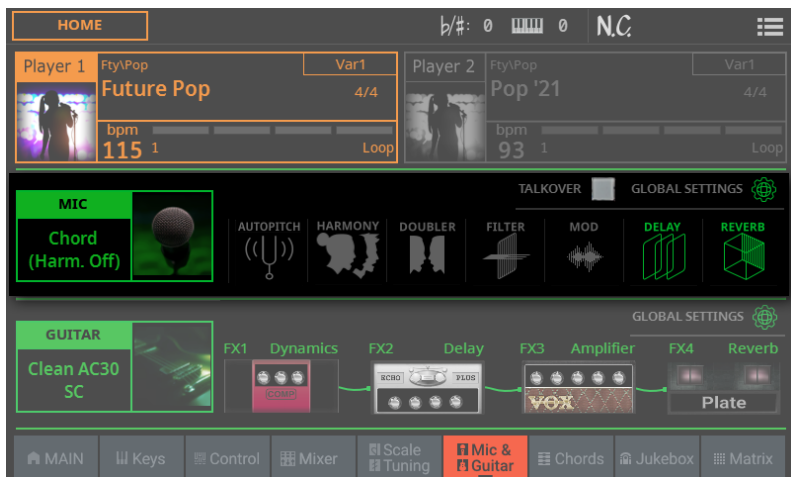 HOME
♭/#: 0 0 N.C.
Player 1 Fty\Pop Var1
Future Pop 4/4
bpm
115 1 Loop
Player 2 Fty\Pop Var1
Pop '21 4/4
bpm
93 1 Loop
TALKOVER GLOBAL SETTINGS
MIC
Chord
(Harm. Off)
AUTOPITCH HARMONY DOUBLER FILTER MOD DELAY REVERB
GLOBAL SETTINGS
GUITAR
Clean AC30
SC
FX1 Dynamics FX2 Delay FX3 Amplifier FX4 Reverb
COMP
ECHO PLUS
VOX
Plate
MAIN Keys Control Mixer
Scale
Tuning
Mic &
Guitar
Chords Jukebox Matrix